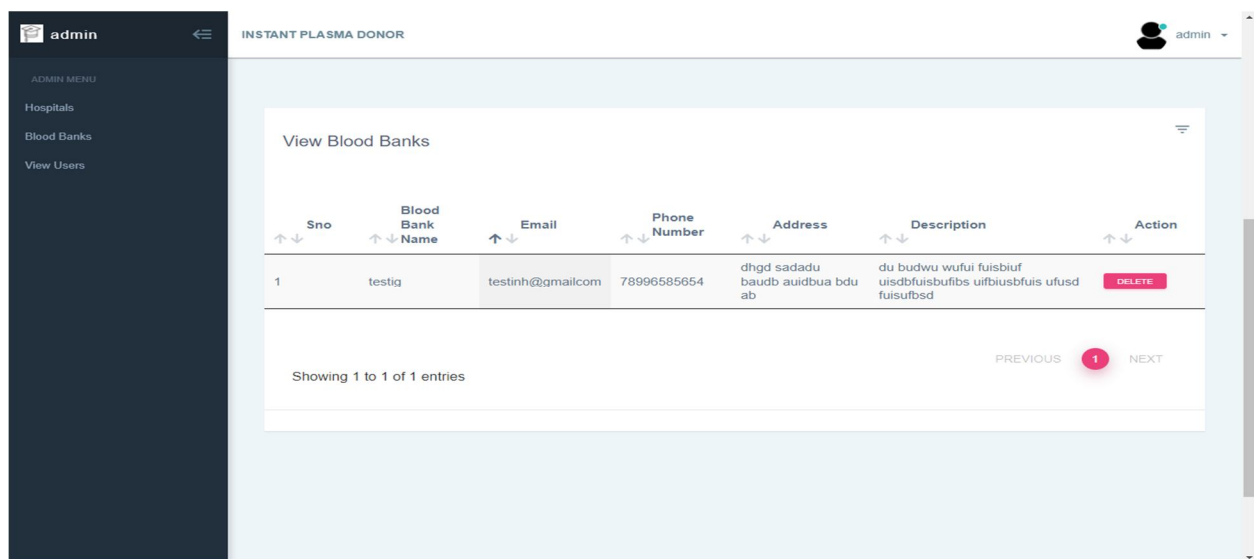 admin
INSTANT PLASMA DONOR
admin
ADMIN MENU
Hospitals
Blood Banks
View Users
View Blood Banks
Sno
Blood
Bank
Name
Email
Phone
Number
Address
Description
Action
1
testig
testinh@gmailcom
78996585654
dhgd sadadu
baudb auidbua bdu
ab
du budwu wufui fuisbiuf
uisdbfuisbufibs uifbiusbfuis ufusd
fuisufbsd
DELETE
PREVIOUS 1 NEXT
Showing 1 to 1 of 1 entries